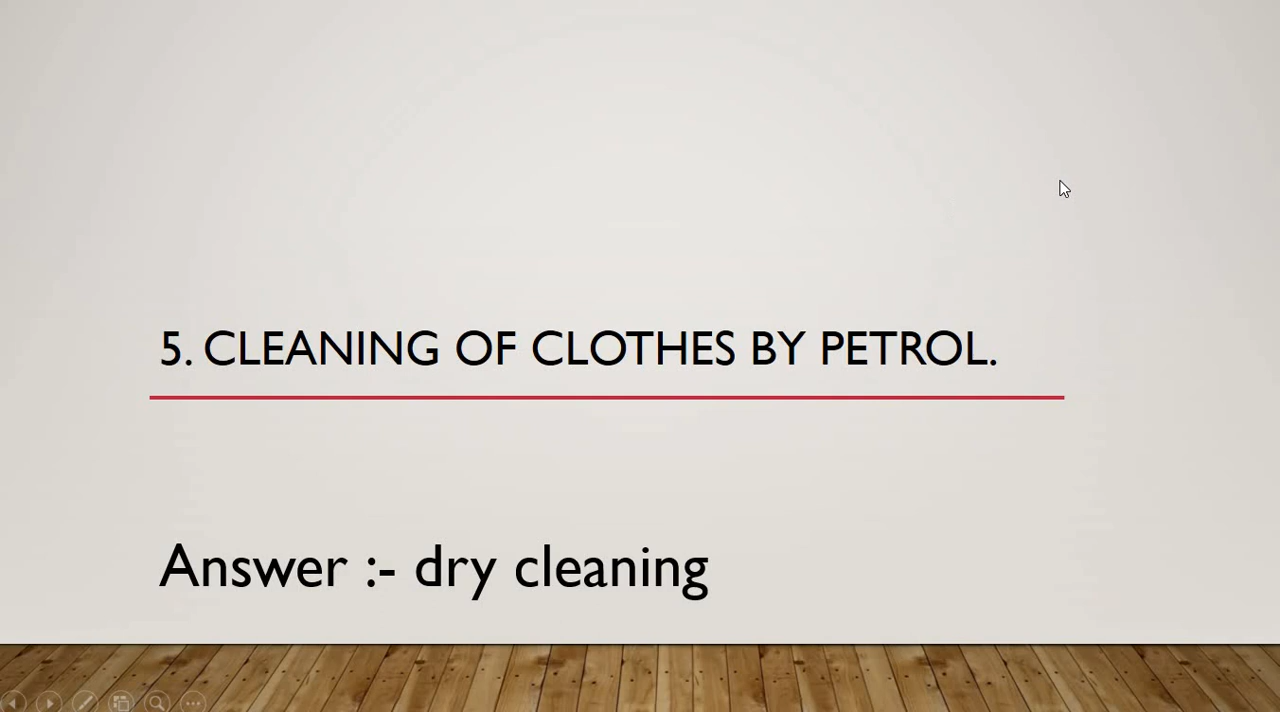 5. CLEANING OF CLOTHES BY PETROL.
Answer :- dry cleaning